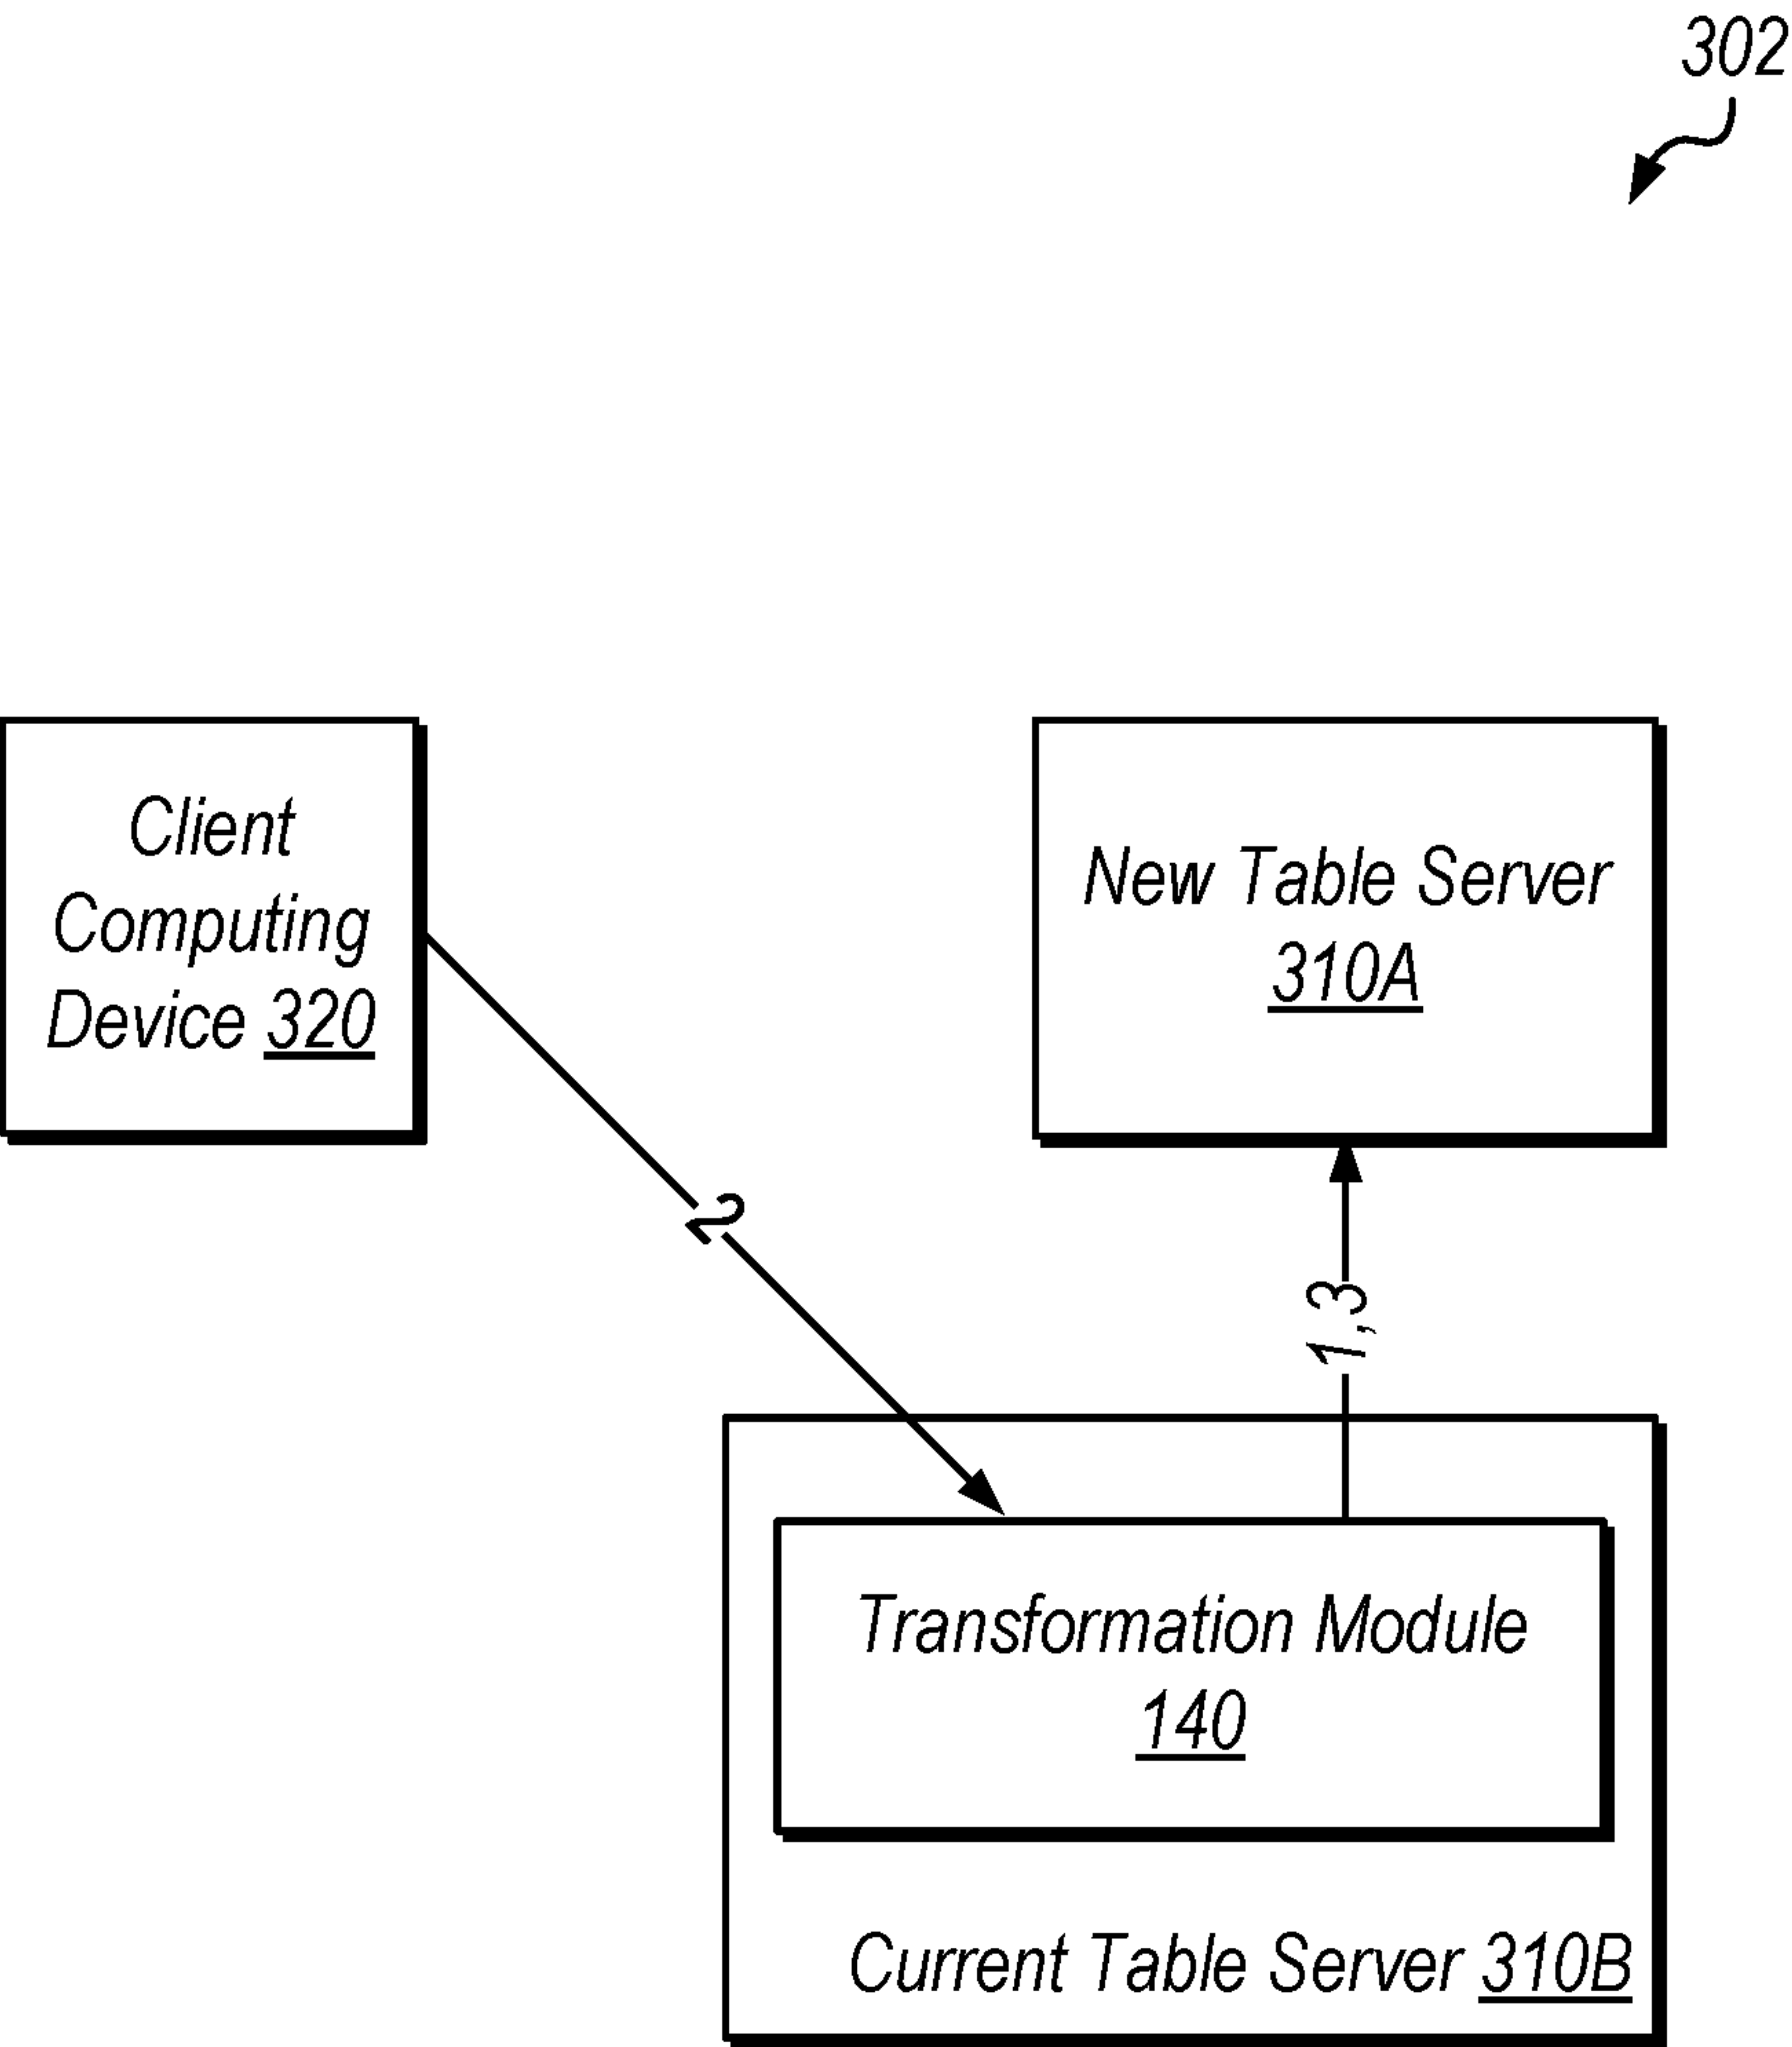 302
Client
Computing
Device 320
New Table Server
310A
2
1,3
Transformation Module
140
Current Table Server 310B